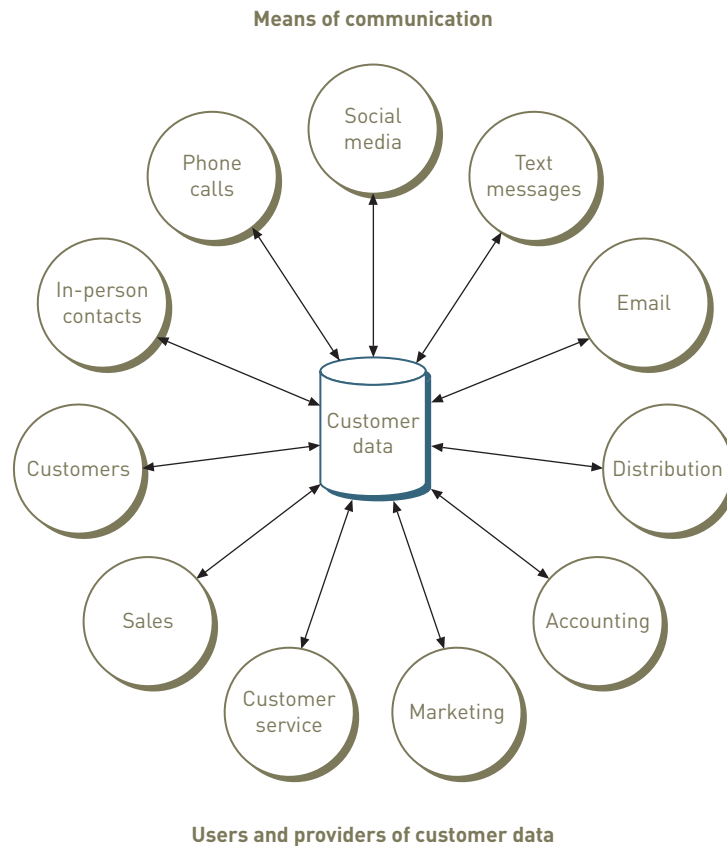 Means of communication
Social
media
Phone
calls
Text
messages
In-person
contacts
Email
Customer
data
Customers
Distribution
Sales
Accounting
Customer
service
Marketing
Users and providers of customer data